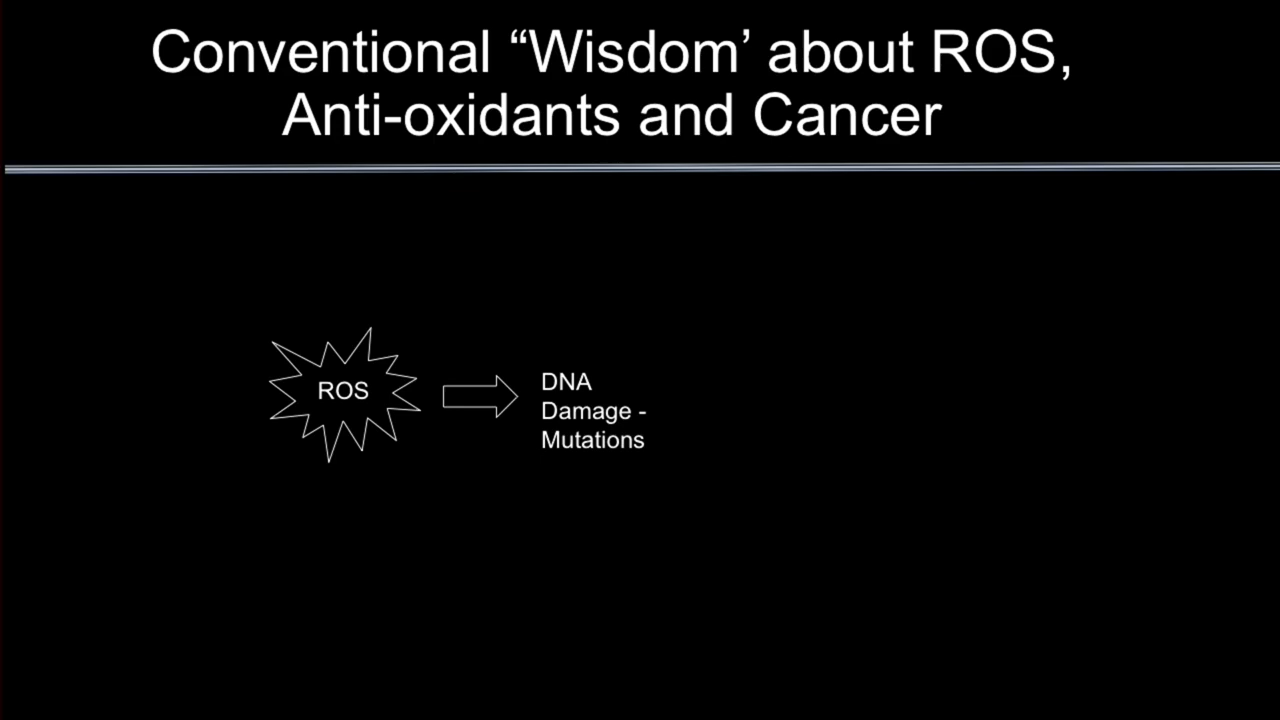 Conventional “Wisdom’ about ROS,
Anti-oxidants and Cancer
ROS
DNA
Damage -
Mutations